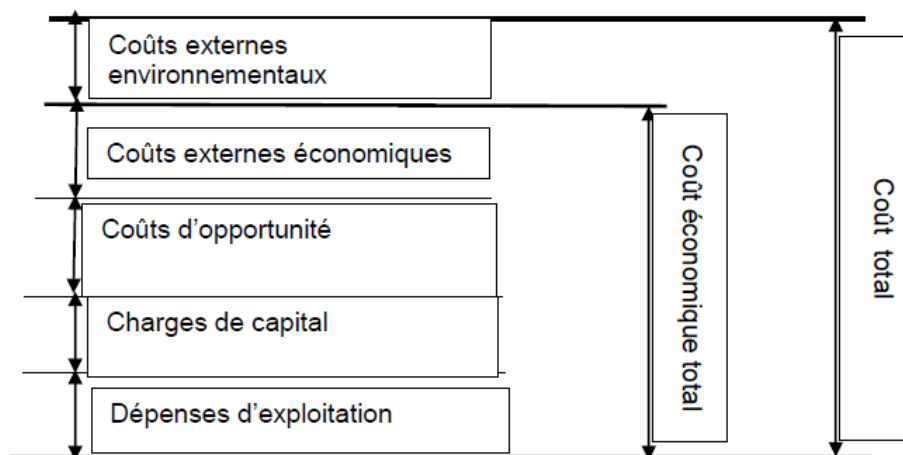 Coûts externes
environnementaux
Coûts externes économiques
Coûts d'opportunité
Charges de capital
Dépenses d'exploitation
Coût économique total
Coût total